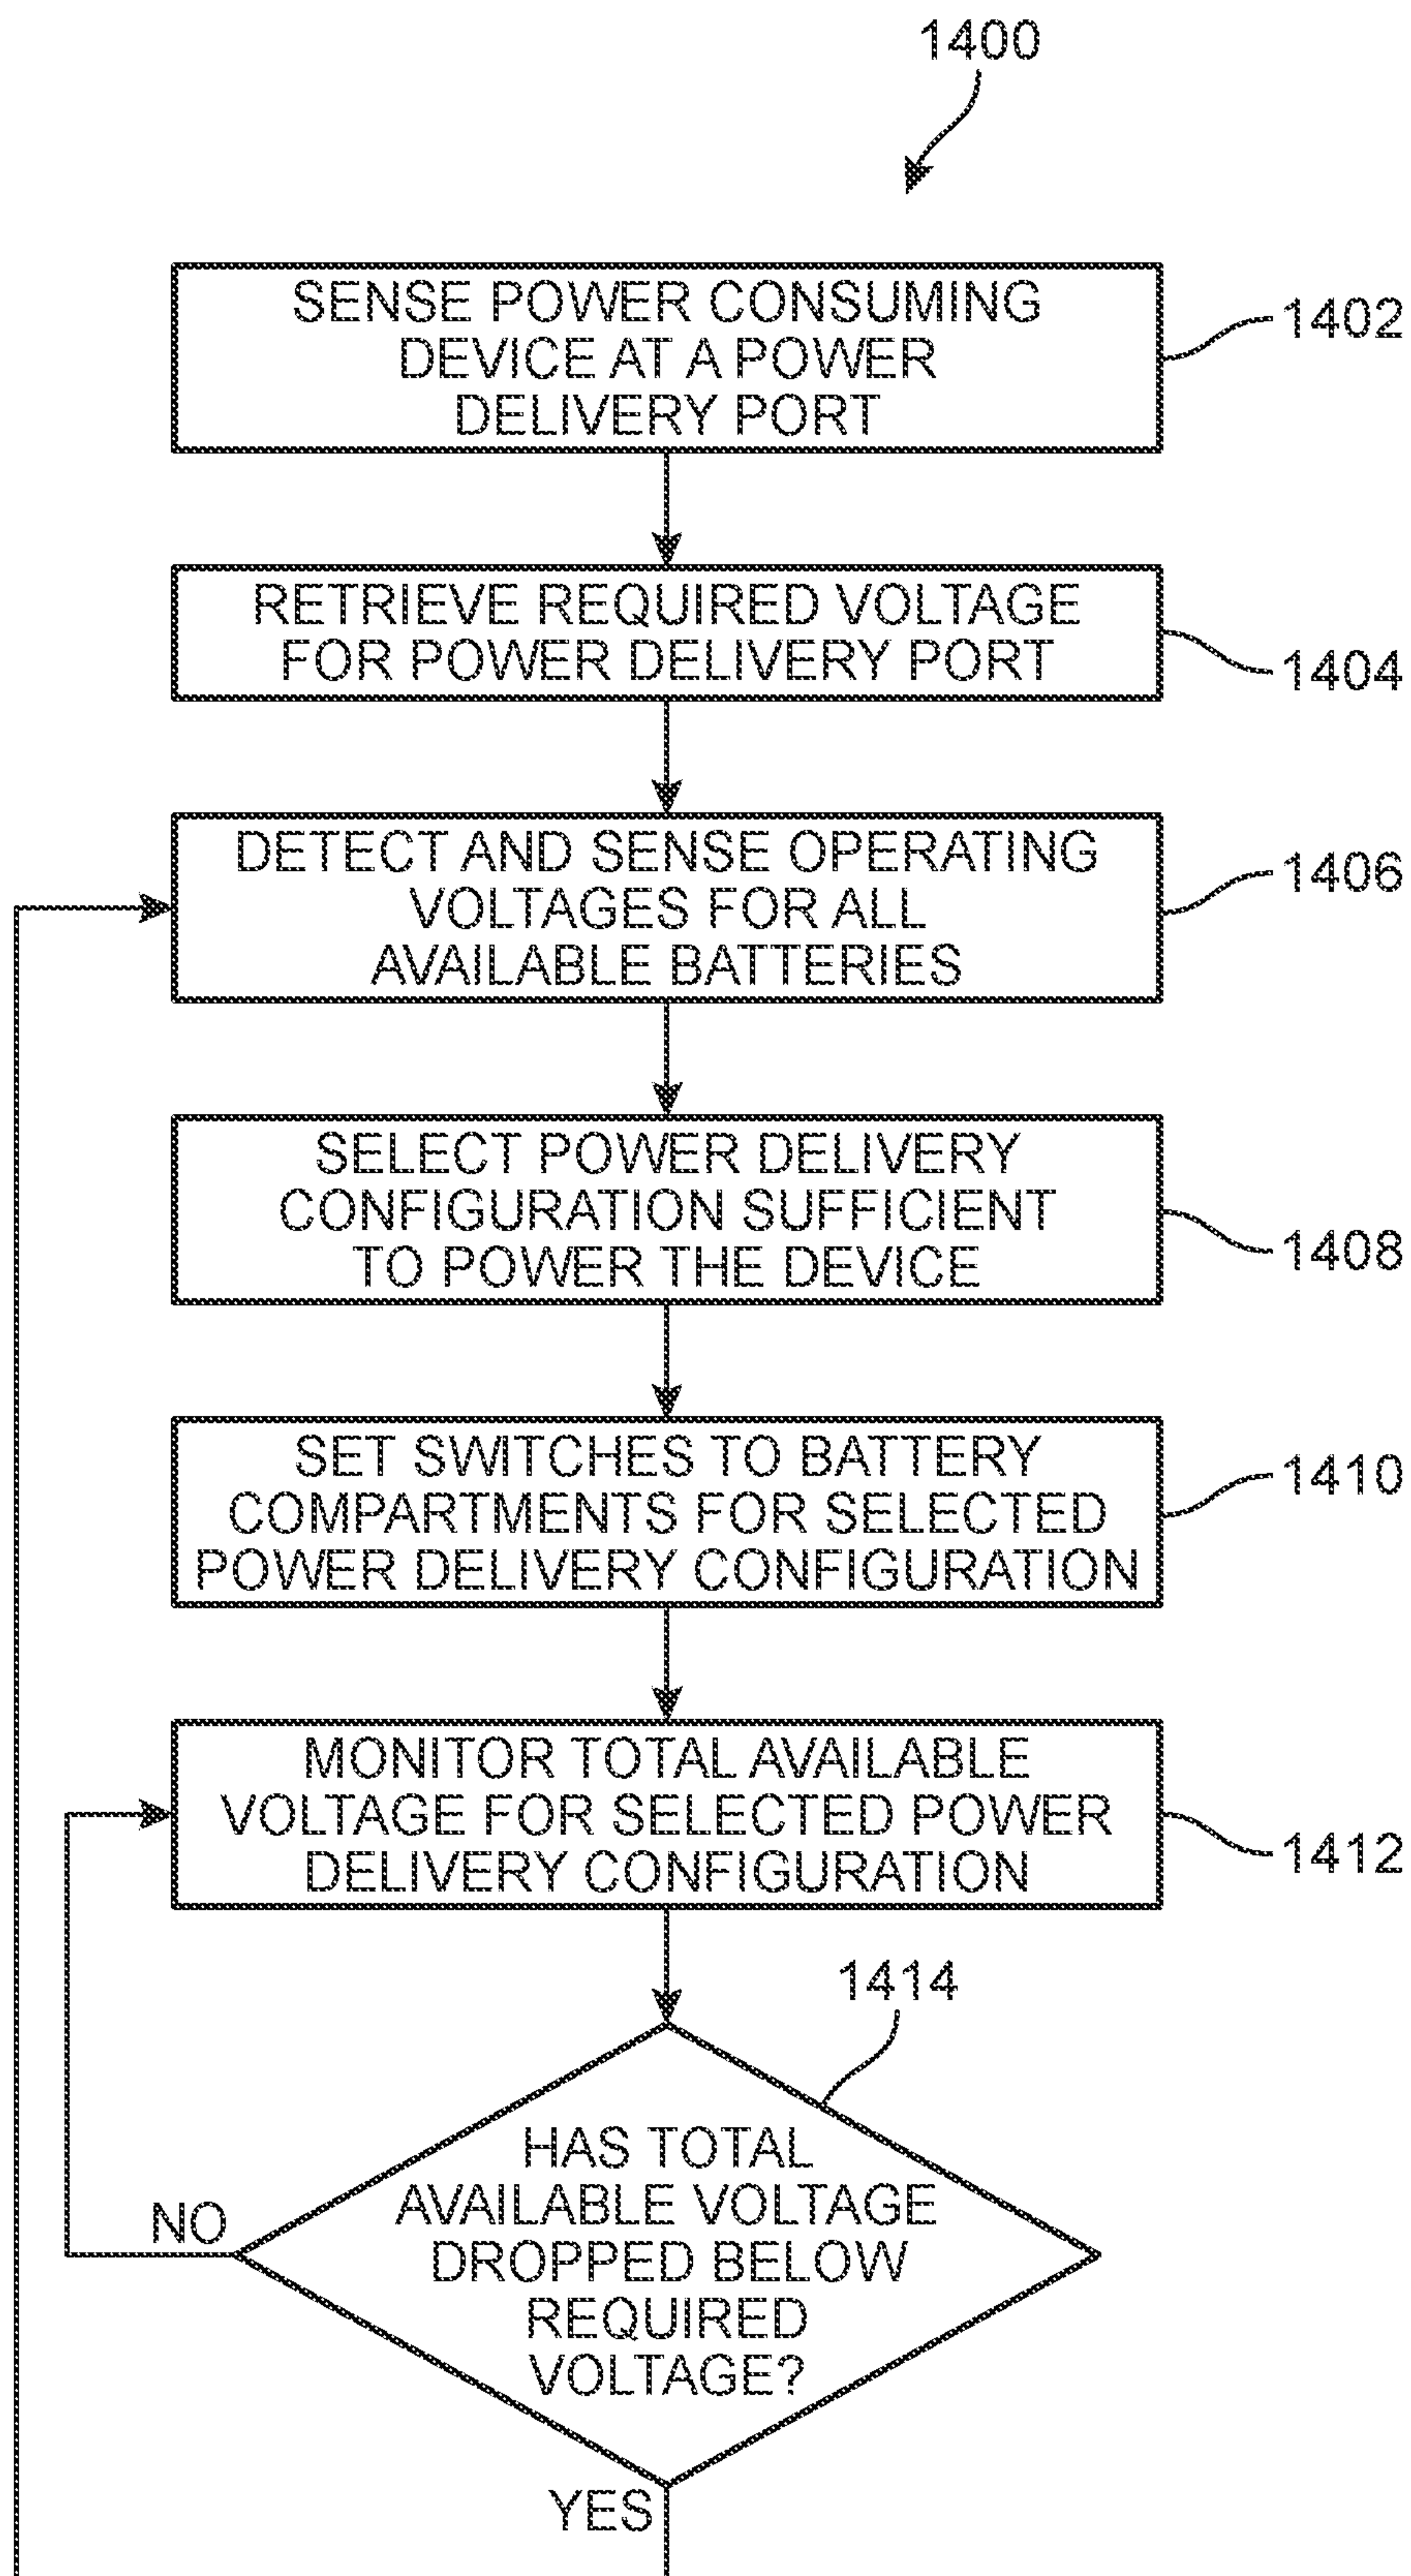 1400
SENSE POWER CONSUMING
DEVICE AT A POWER
DELIVERY PORT
1402
RETRIEVE REQUIRED VOLTAGE
FOR POWER DELIVERY PORT
1404
DETECT AND SENSE OPERATING
VOLTAGES FOR ALL
AVAILABLE BATTERIES
1406
SELECT POWER DELIVERY
CONFIGURATION SUFFICIENT
TO POWER THE DEVICE
1408
SET SWITCHES TO BATTERY
COMPARTMENTS FOR SELECTED
POWER DELIVERY CONFIGURATION
1410
MONITOR TOTAL AVAILABLE
VOLTAGE FOR SELECTED POWER
DELIVERY CONFIGURATION
1412
1414
HAS TOTAL
AVAILABLE VOLTAGE
DROPPED BELOW
REQUIRED
VOLTAGE?
NO
YES